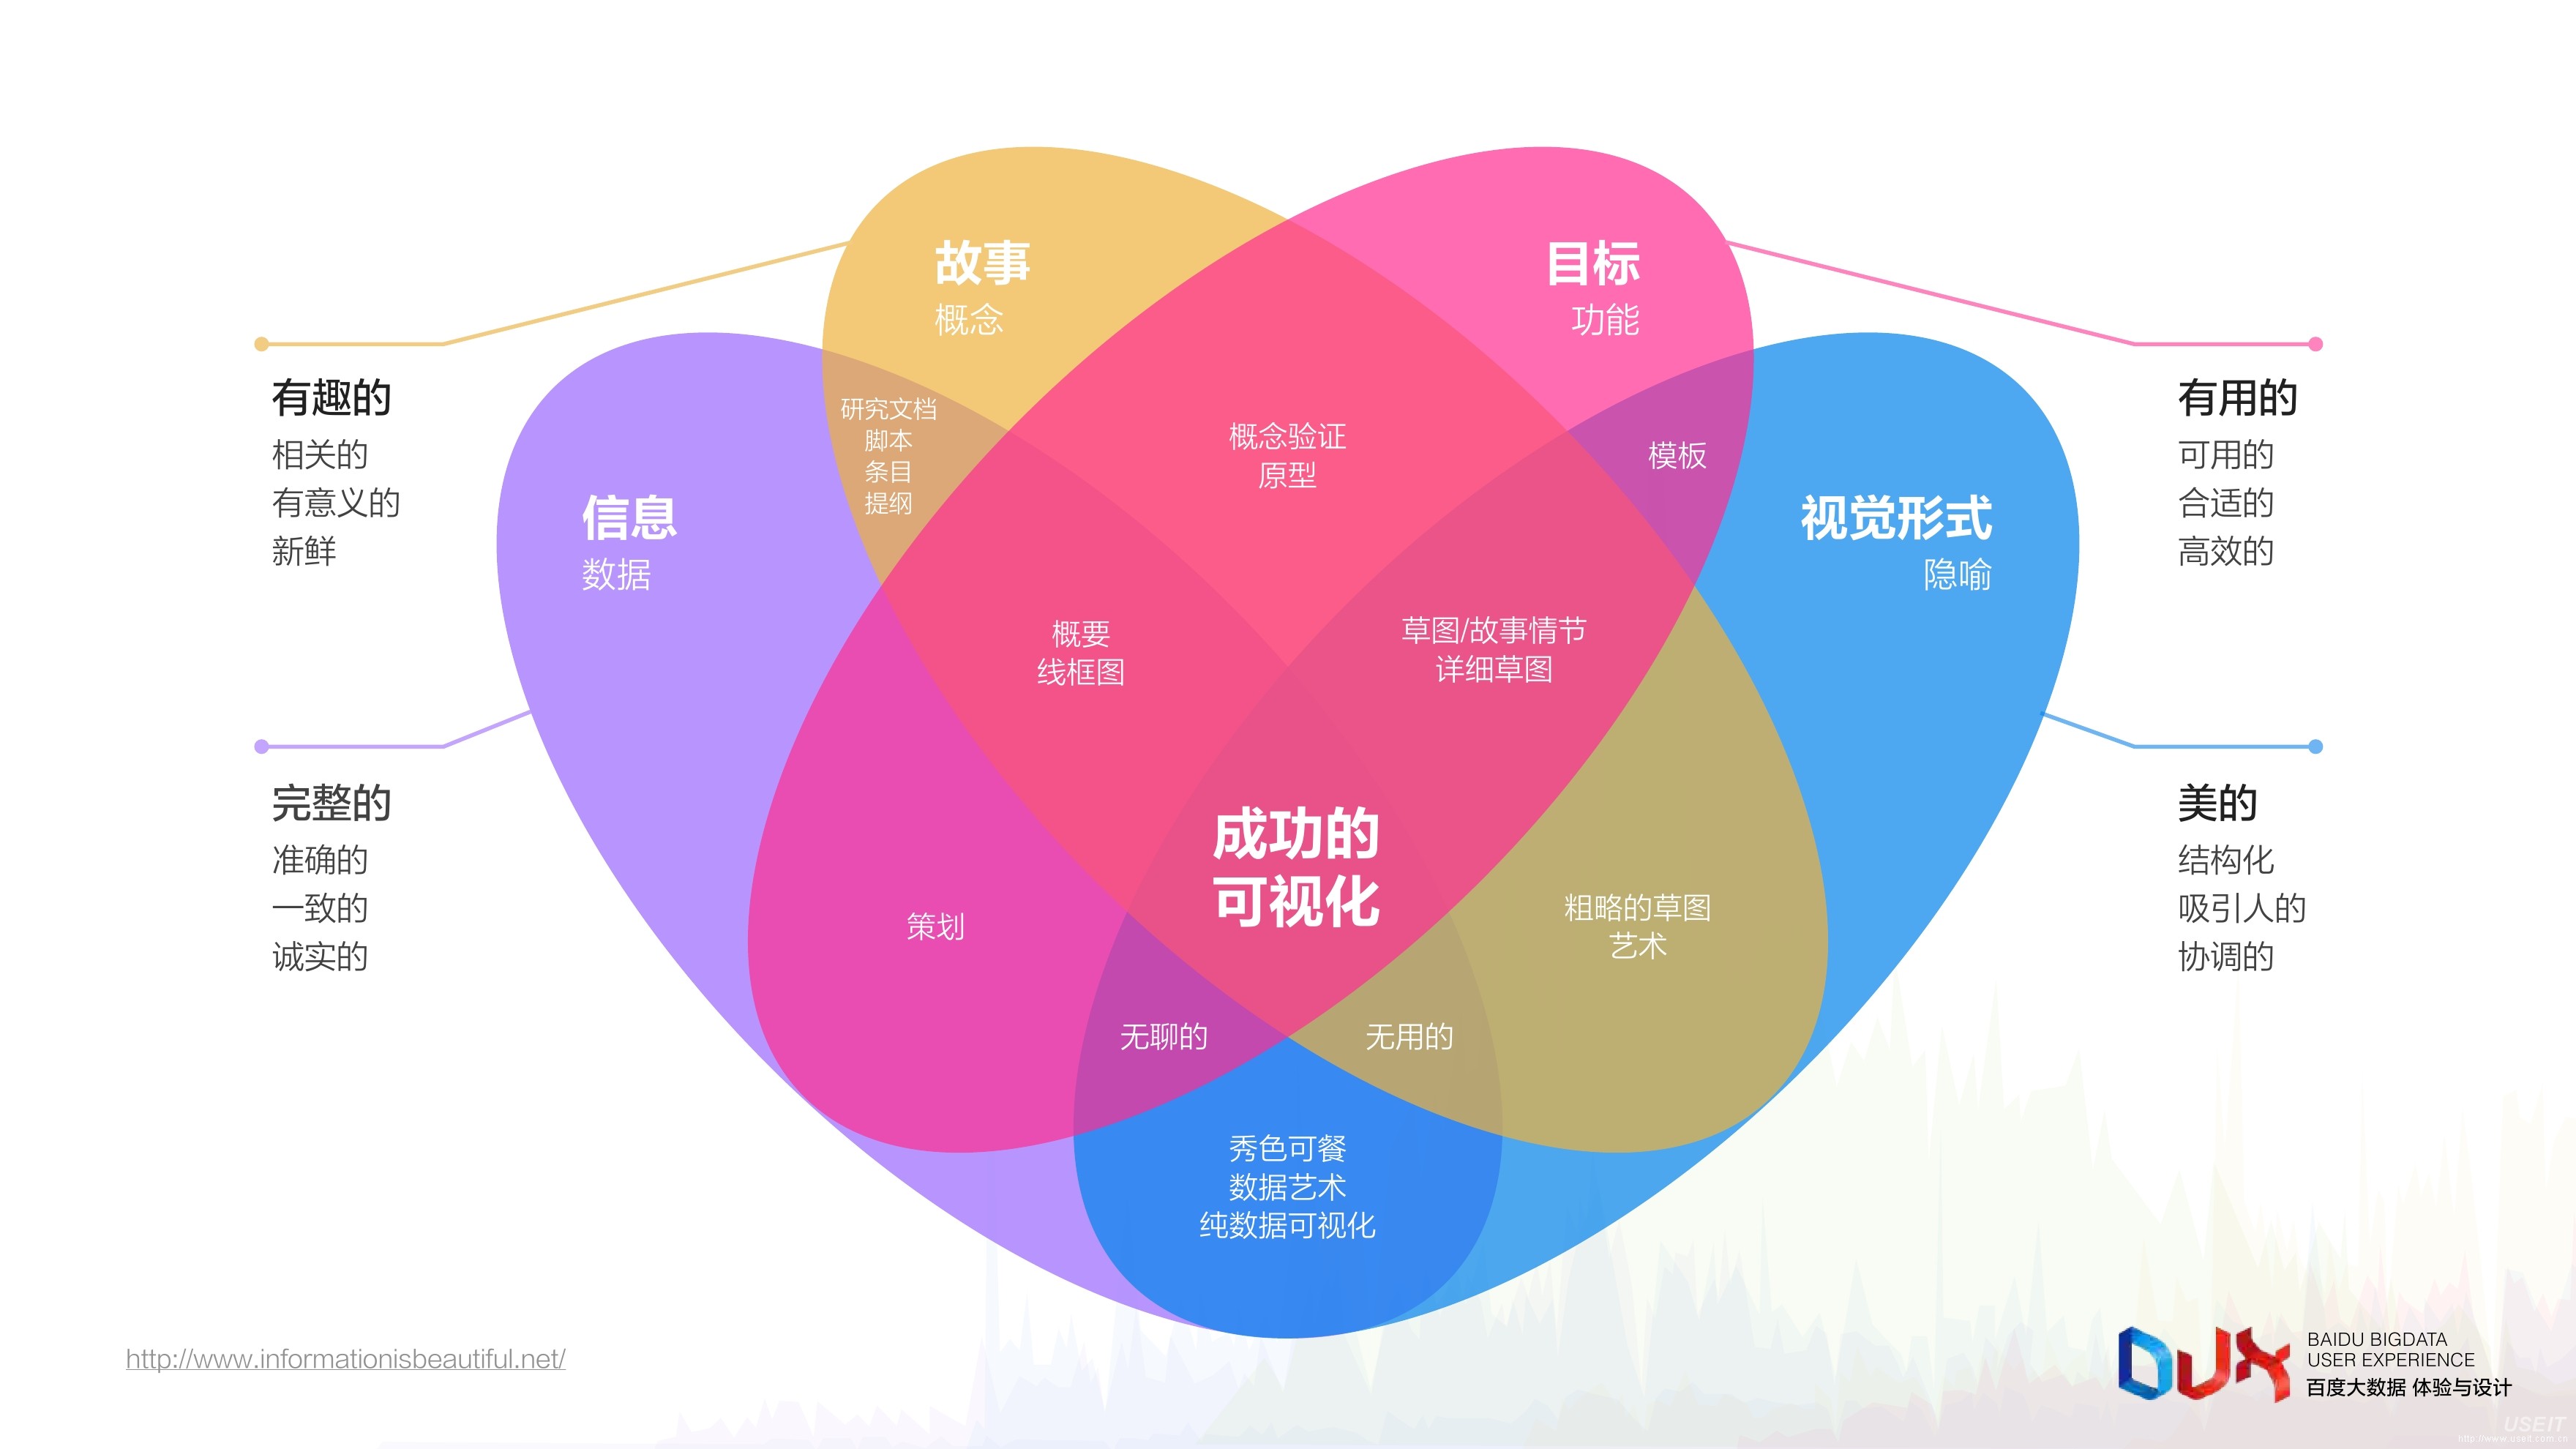 故事
概念
目标
功能
有趣的
相关的
有意义的
新鲜
有用的
可用的
合适的
高效的
研究文档
脚本
条目
提纲
概念验证
原型
模板
信息
数据
视觉形式
隐喻
概要
线框图
草图/故事情节
详细草图
完整的
准确的
一致的
诚实的
美的
结构化
吸引人的
协调的
成功的
可视化
策划
粗略的草图
艺术
无聊的
无用的
秀色可餐
数据艺术
纯数据可视化
http://www.informationisbeautiful.net/
DUX
BAIDU BIGDATA
USER EXPERIENCE
百度大数据 体验与设计
USEIT
http://www.useit.com.cn